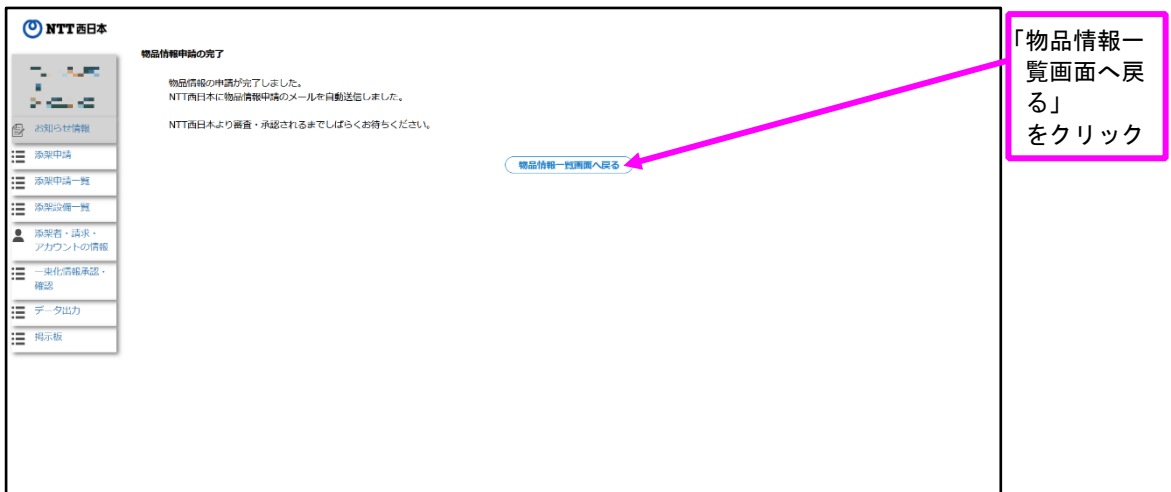 NTT西日本
物品情報申請の完了
物品情報の申請が完了しました。
NTT西日本に物品情報申請のメールを自動送信しました。
NTT西日本より審査・承認されるまでしばらくお待ちください。
物品情報一覧画面へ戻る
お知らせ情報
添架申請
添架申請一覧
添架設備一覧
添架者・請求・
アカウントの情報
一束化情報承認・
確認
データ出力
掲示板
「物品情報一
覧画面へ戻
る」
をクリック